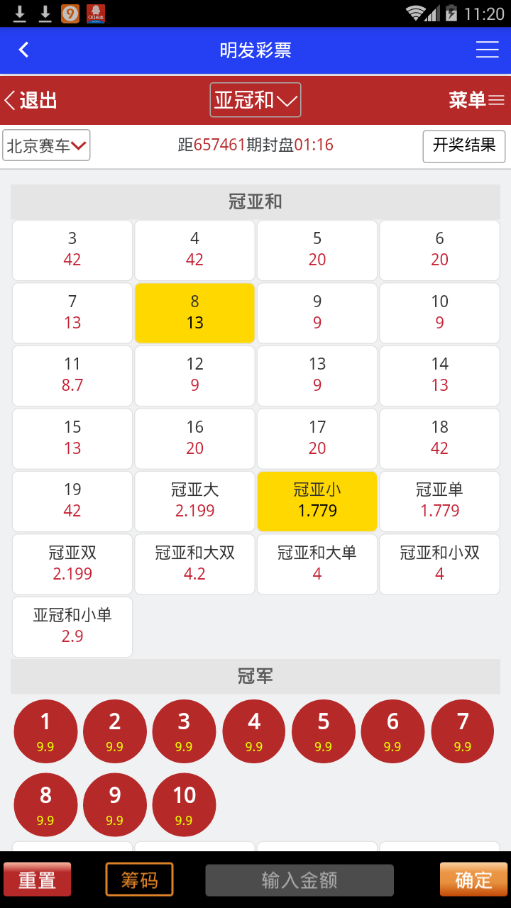 11:20
明发彩票
退出 亚冠和 菜单
北京赛车 距657461期封盘01:16 开奖结果
冠亚和
3 4 5 6
42 42 20 20
7 8 9 10
13 13 9 9
11 12 13 14
8.7 9 9 13
15 16 17 18
13 20 20 42
19 冠亚大 冠亚小 冠亚单
42 2.199 1.779 1.779
冠亚双 冠亚和大双 冠亚和大单 冠亚和小双
2.199 4.2 4 4
亚冠和小单
2.9
冠军
1 2 3 4 5 6 7
9.9 9.9 9.9 9.9 9.9 9.9 9.9
8 9 10
9.9 9.9 9.9
重置 筹码 输入金额 确定